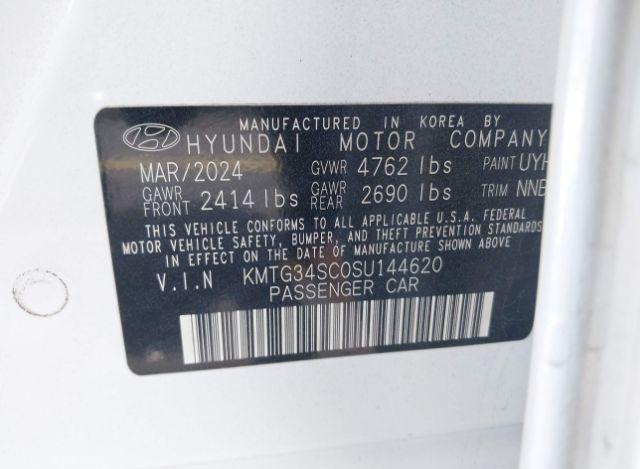 MANUFACTURED IN KOREA BY
HYUNDAI MOTOR COMPANY
MAR/2024 GVWR 4762 lbs PAINT UYH
GAWR FRONT 2414 lbs GAWR REAR 2690 lbs TRIM NNB
THIS VEHICLE CONFORMS TO ALL APPLICABLE U.S.A. FEDERAL
MOTOR VEHICLE SAFETY, BUMPER, AND THEFT PREVENTION STANDARDS
IN EFFECT ON THE DATE OF MANUFACTURE SHOWN ABOVE.
V.I.N KMTG34SC0SU144620
PASSENGER CAR